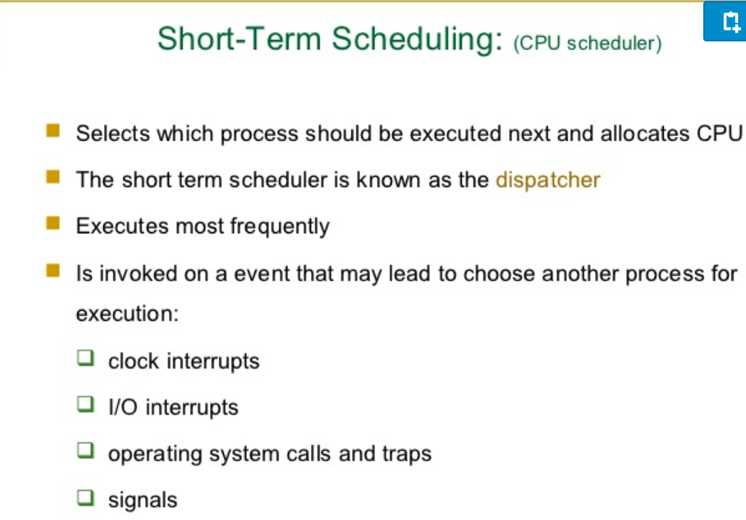 Short-Term Scheduling: (CPU scheduler)
Selects which process should be executed next and allocates CPU
The short term scheduler is known as the dispatcher
Executes most frequently
Is invoked on a event that may lead to choose another process for
execution:
clock interrupts
I/O interrupts
operating system calls and traps
signals